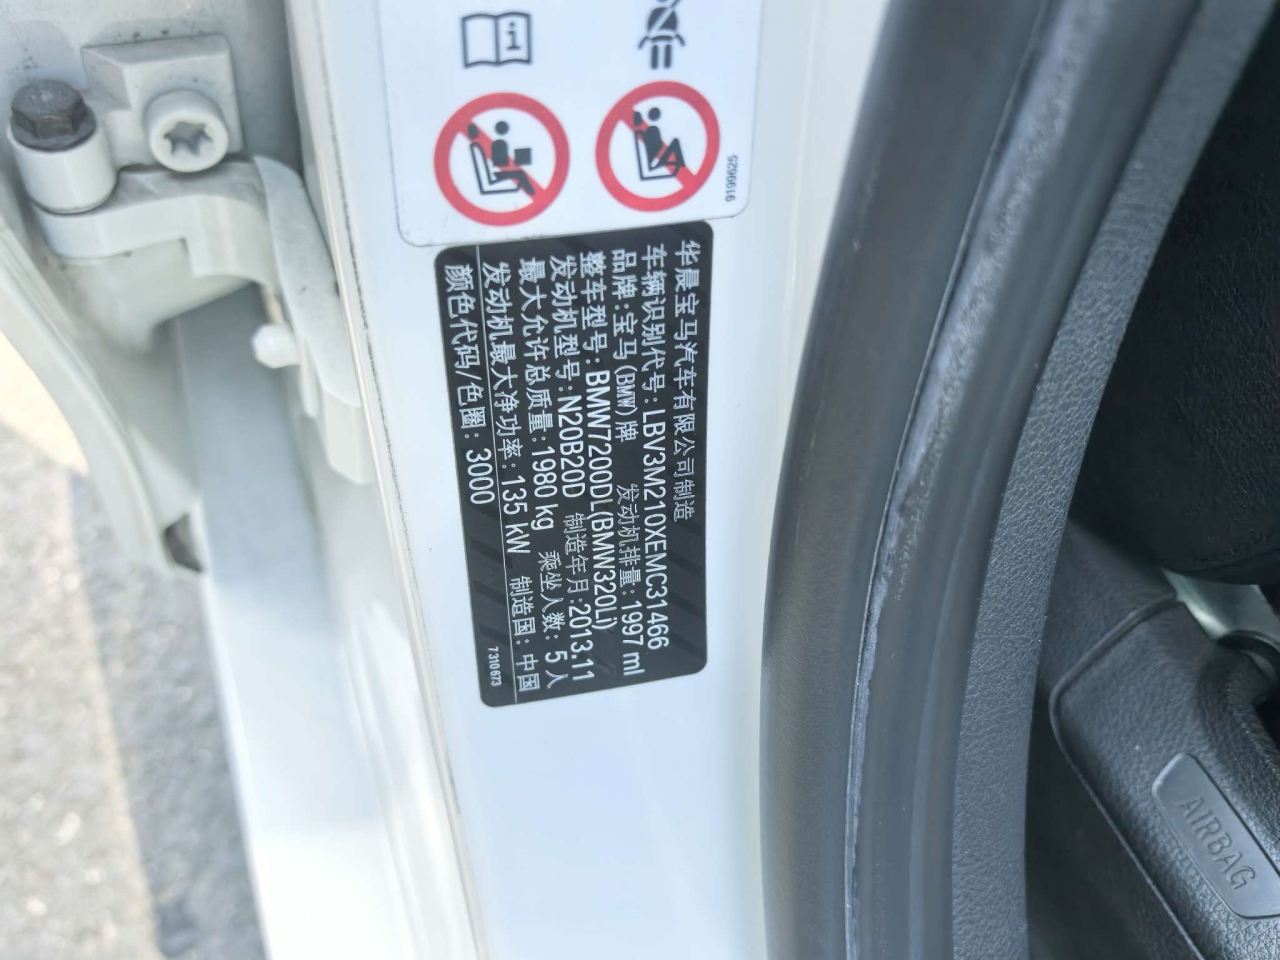 9199625
华晨宝马汽车有限公司制造
车辆识别代号:LBV3M210XEMC31466
品牌:宝马(BMW)牌 发动机排量:1997 ml
整车型号:BMW7200DL(BMW320Li)
发动机型号:N20B20D 制造年月:2013.11
最大允许总质量:1980 kg 乘坐人数:5人
发动机最大净功率:135 kW 制造国:中国
颜色代码/色圈:3000 7310673
AIRBAG